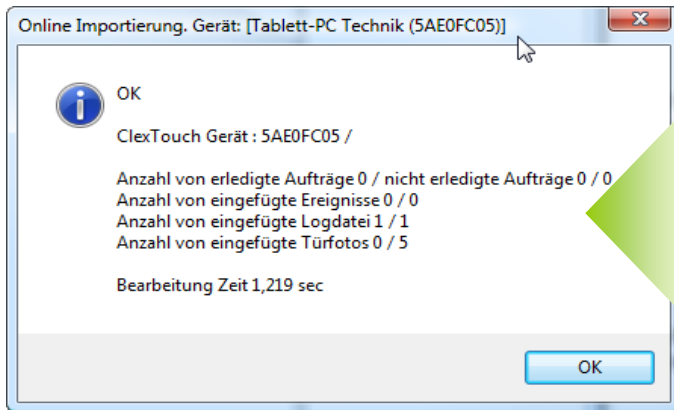 Online Importierung. Gerät: [Tablett-PC Technik (5AE0FC05)]
OK
ClexTouch Gerät : 5AE0FC05 /
Anzahl von erledigte Aufträge 0 / nicht erledigte Aufträge 0 / 0
Anzahl von eingefügte Ereignisse 0 / 0
Anzahl von eingefügte Logdatei 1 / 1
Anzahl von eingefügte Türfotos 0 / 5
Bearbeitung Zeit 1,219 sec
OK